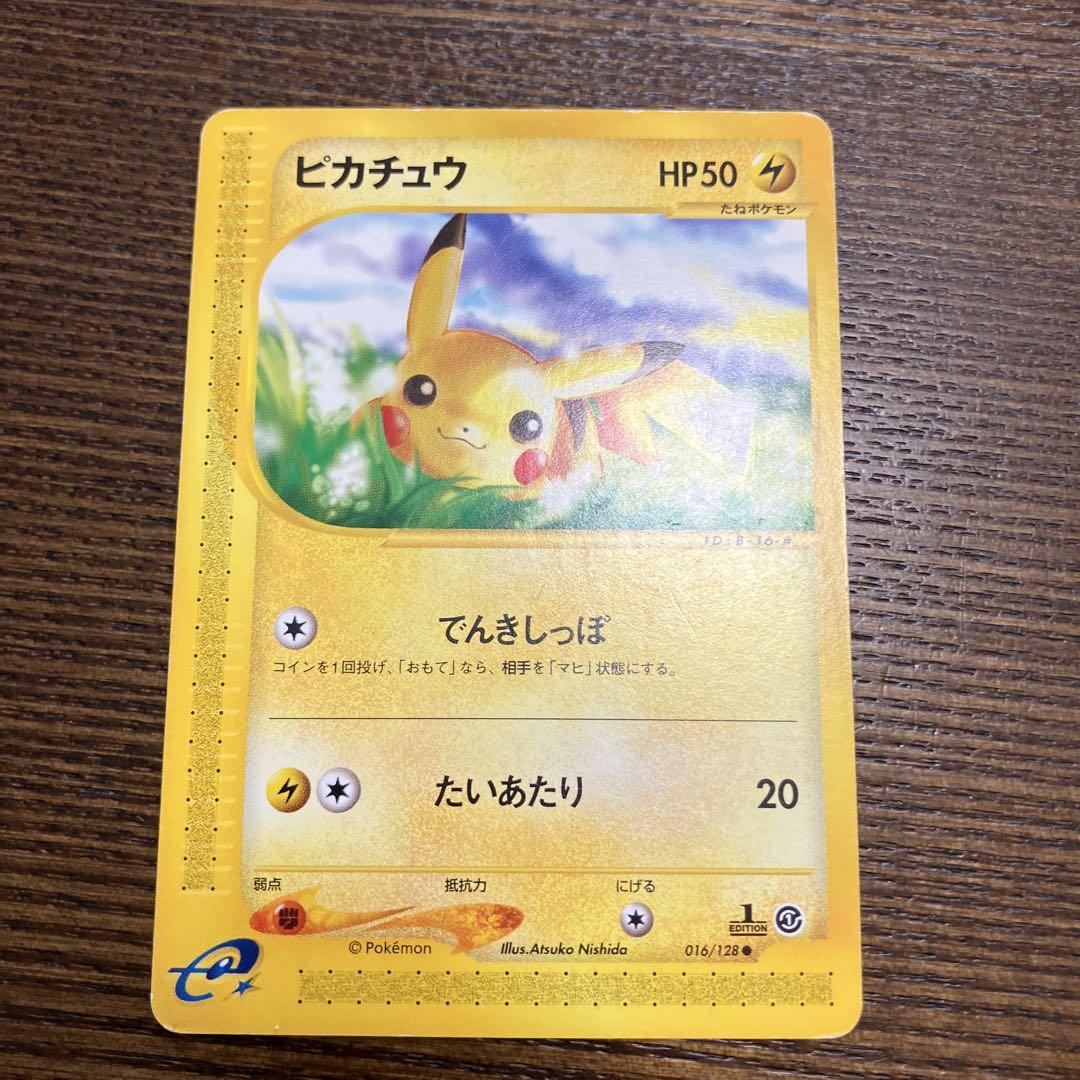 ピカチュウ HP50
たねポケモン
ID:B-16-#
でんきしっぽ
コインを1回投げ、「おもて」なら、相手を「マヒ」状態にする。
たいあたり 20
弱点 抵抗力 にげる
1
EDITION
© Pokémon Illus.Atsuko Nishida 016/128 ●
e